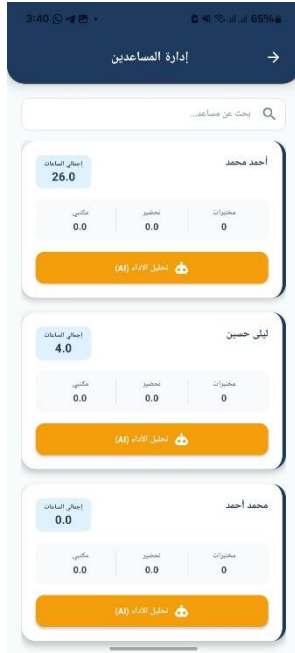 3:40
65%
إدارة المساعدين
بحث عن مساعد...
أحمد محمد
إجمالي الساعات
26.0
مختبرات تحضير مكتبي
0 0.0 0.0
تحليل الأداء (AI)
ليلى حسين
إجمالي الساعات
4.0
مختبرات تحضير مكتبي
0 0.0 0.0
تحليل الأداء (AI)
محمد أحمد
إجمالي الساعات
0.0
مختبرات تحضير مكتبي
0 0.0 0.0
تحليل الأداء (AI)